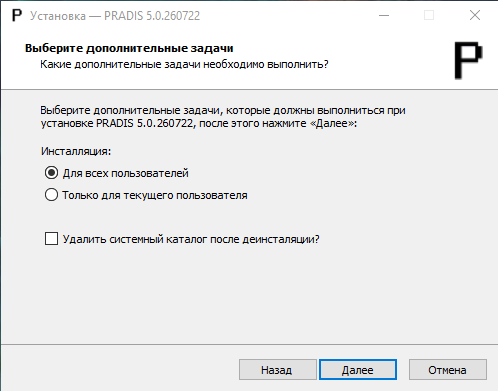 P Установка — PRADIS 5.0.260722
Выберите дополнительные задачи
Какие дополнительные задачи необходимо выполнить?
P
Выберите дополнительные задачи, которые должны выполниться при
установке PRADIS 5.0.260722, после этого нажмите «Далее»:
Инсталляция:
Для всех пользователей
Только для текущего пользователя
Удалить системный каталог после деинсталяции?
Назад
Далее
Отмена